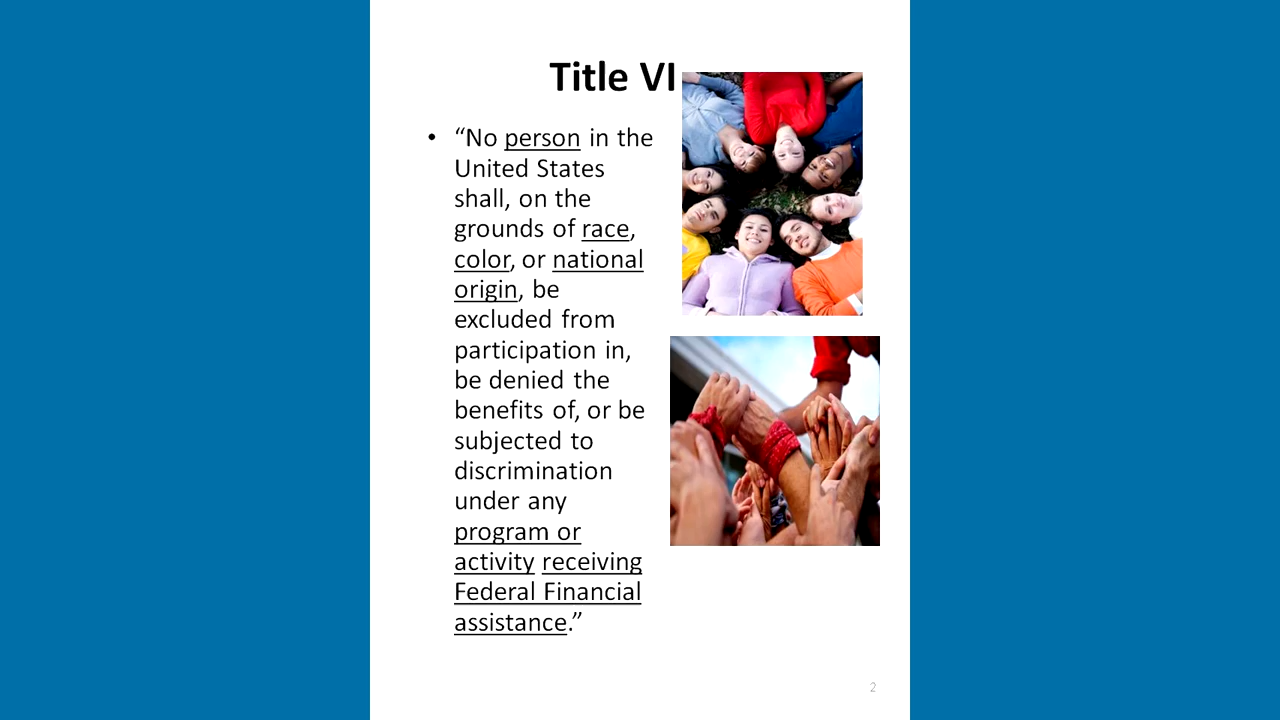 Title VI
• “No person in the
United States
shall, on the
grounds of race,
color, or national
origin, be
excluded from
participation in,
be denied the
benefits of, or be
subjected to
discrimination
under any
program or
activity receiving
Federal Financial
assistance.”
2